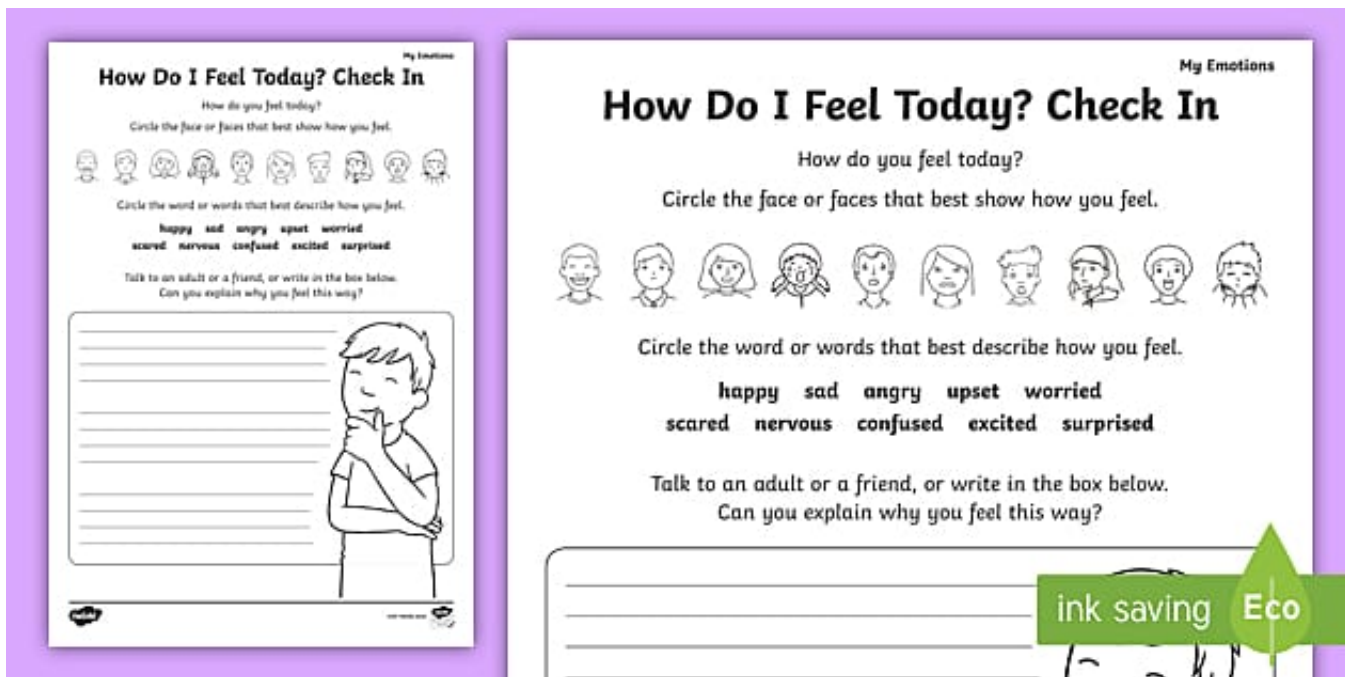 My Emotions
How Do I Feel Today? Check In
How do you feel today?
Circle the face or faces that best show how you feel.
Circle the word or words that best describe how you feel.
happy sad angry upset worried
scared nervous confused excited surprised
Talk to an adult or a friend, or write in the box below.
Can you explain why you feel this way?
My Emotions
How Do I Feel Today? Check In
How do you feel today?
Circle the face or faces that best show how you feel.
Circle the word or words that best describe how you feel.
happy sad angry upset worried
scared nervous confused excited surprised
Talk to an adult or a friend, or write in the box below.
Can you explain why you feel this way?
ink saving Eco